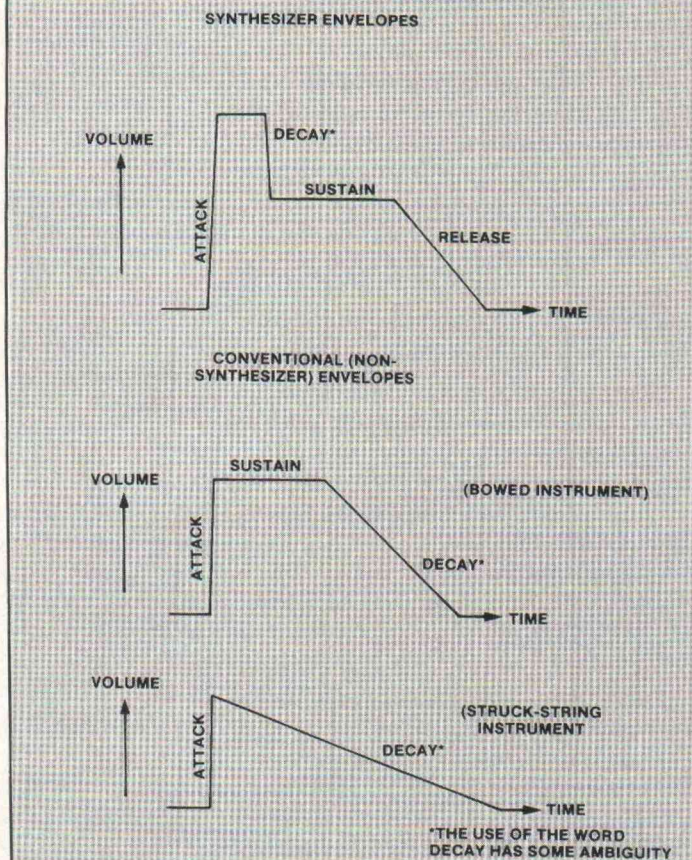 SYNTHESIZER ENVELOPES
VOLUME
DECAY*
SUSTAIN
ATTACK
RELEASE
TIME
CONVENTIONAL (NON-
SYNTHESIZER) ENVELOPES
VOLUME
SUSTAIN
(BOWED INSTRUMENT)
ATTACK
DECAY*
TIME
VOLUME
(STRUCK-STRING
INSTRUMENT
ATTACK
DECAY*
TIME
*THE USE OF THE WORD
DECAY HAS SOME AMBIGUITY